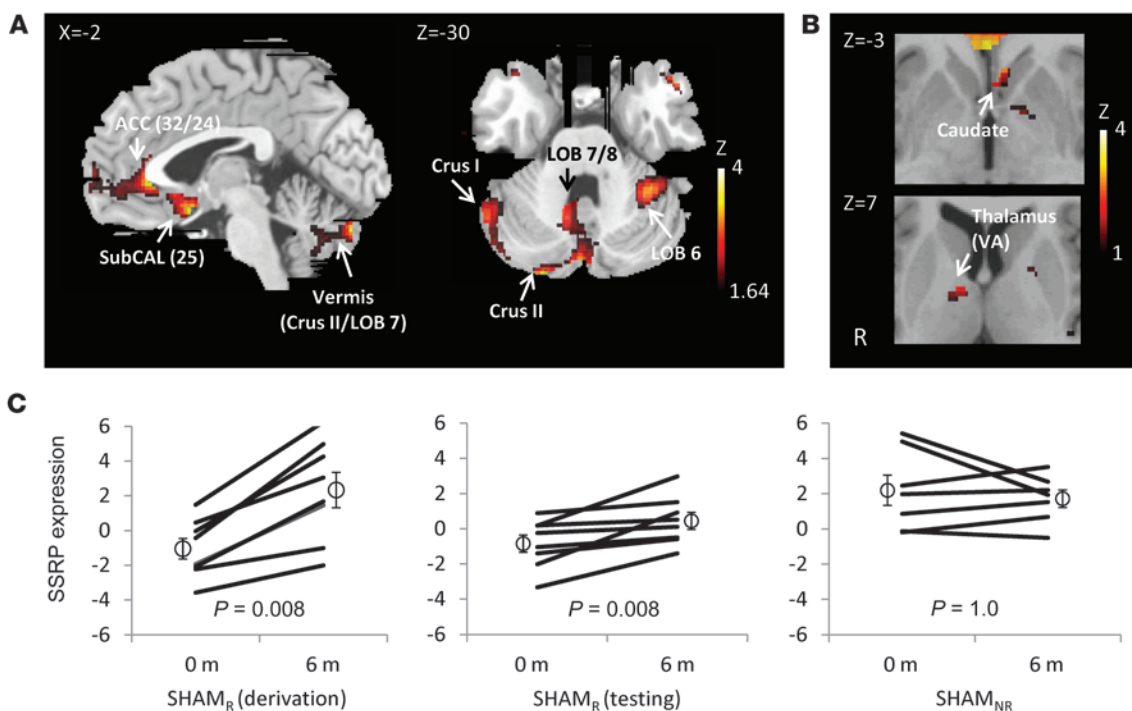 A
X=-2
Z=-30
ACC (32/24)
SubCAL (25)
Vermis
(Crus II/LOB 7)
Crus I
LOB 7/8
LOB 6
Crus II
Z
4
1.64
B
Z=-3
Caudate
Z=7
Thalamus
(VA)
R
Z
4
1
C
SSRP expression
6
4
2
0
-2
-4
-6
P = 0.008
0 m
6 m
SHAMR (derivation)
6
4
2
0
-2
-4
-6
P = 0.008
0 m
6 m
SHAMR (testing)
6
4
2
0
-2
-4
-6
P = 1.0
0 m
6 m
SHAMNR